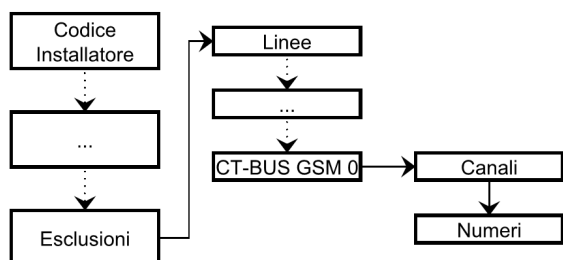 Codice
Installatore
...
Esclusioni
Linee
...
CT-BUS GSM 0
Canali
Numeri